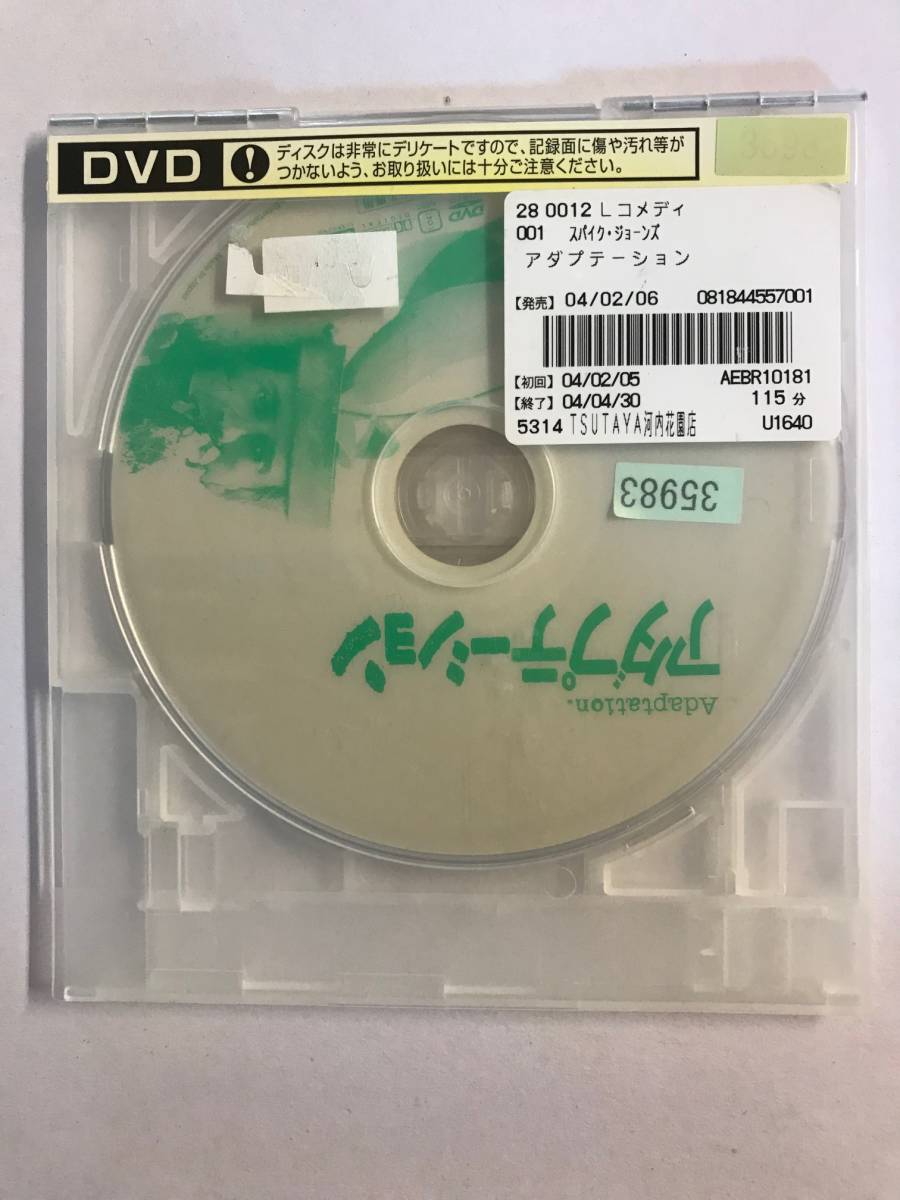 DVD
ディスクは非常にデリケートですので、記録面に傷や汚れ等が
つかないよう、お取り扱いには十分ご注意ください。
28 0012 L コメディ
001 スパイク・ジョーンズ
アダプテーション
【発売】 04/02/06 081844557001
【初回】 04/02/05 AEBR10181
【終了】 04/04/30 115 分
5314 TSUTAYA河内花園店 U1640
35983
アダプテーション
Adaptation.
DVD